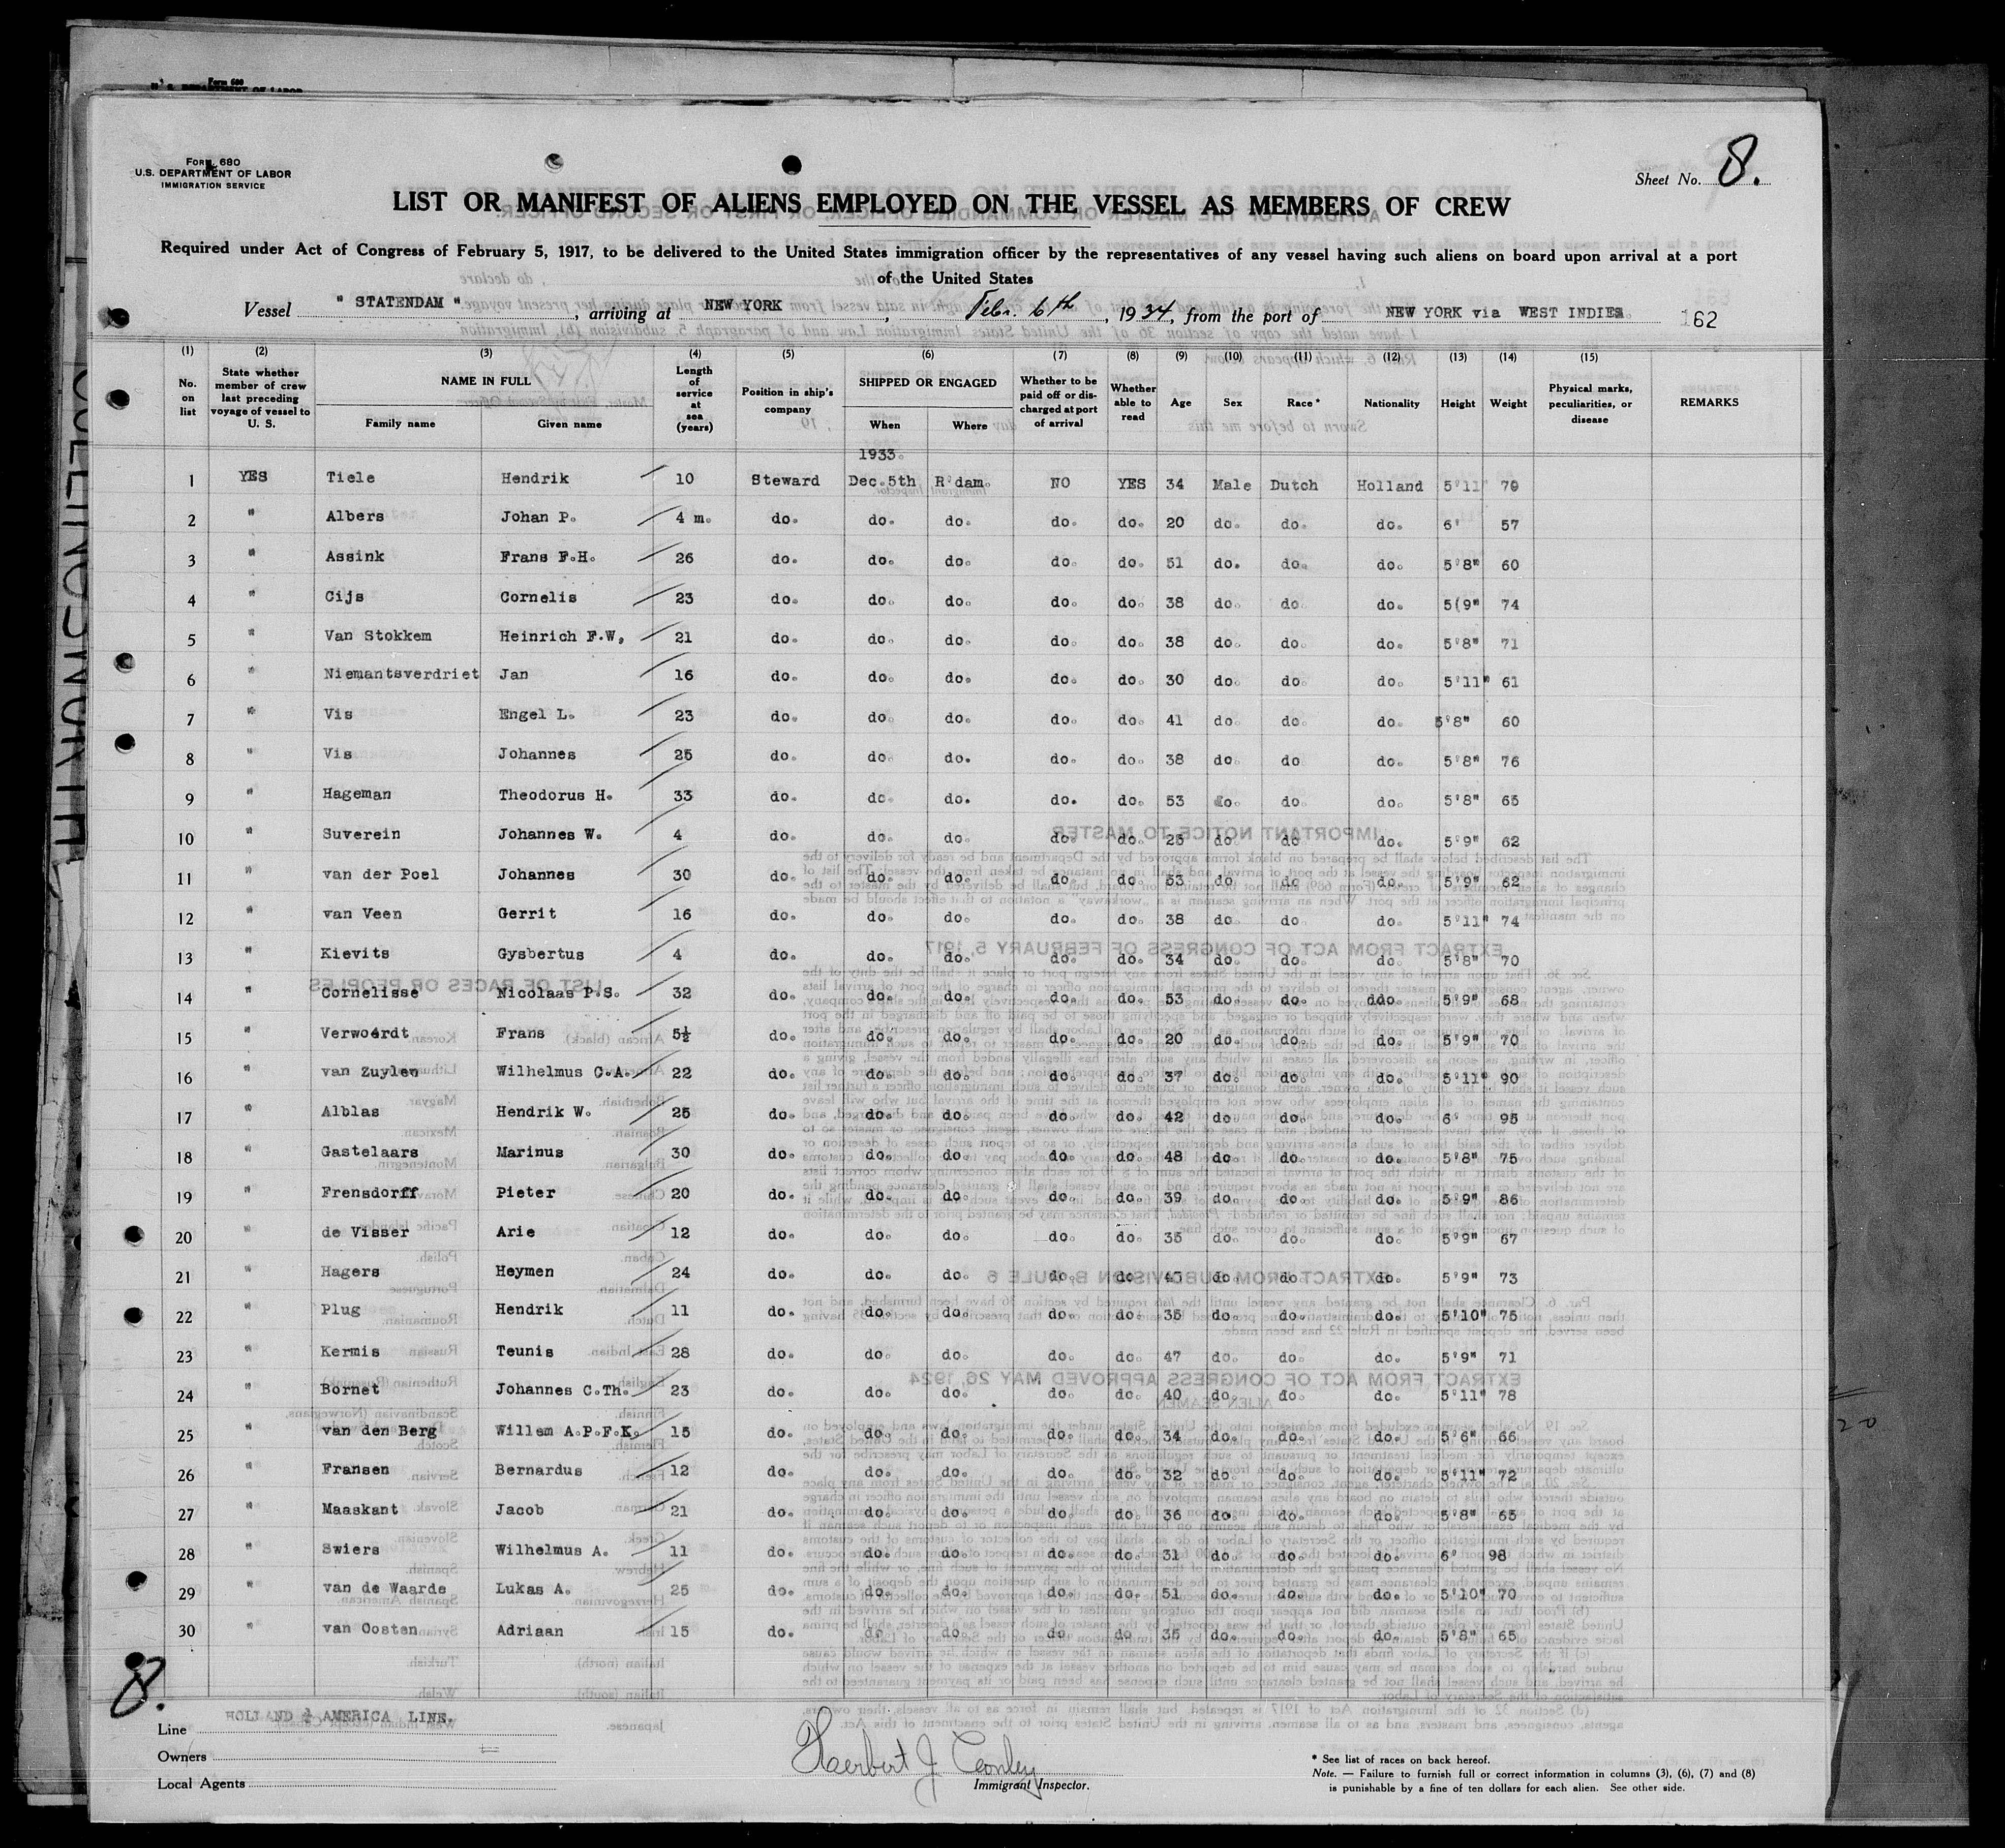 Form 680
U.S. DEPARTMENT OF LABOR
IMMIGRATION SERVICE
Sheet No. 8.
LIST OR MANIFEST OF ALIENS EMPLOYED ON THE VESSEL AS MEMBERS OF CREW
Required under Act of Congress of February 5, 1917, to be delivered to the United States immigration officer by the representatives of any vessel having such aliens on board upon arrival at a port
of the United States
Vessel " STATENDAM ", arriving at NEW YORK, Febr. 6th, 1934, from the port of NEW YORK via WEST INDIES. 162
(1) (2) (3) (4) (5) (6) (7) (8) (9) (10) (11) (12) (13) (14) (15)
No. on list State whether member of crew last preceding voyage of vessel to U. S. NAME IN FULL Family name Given name Length of service at sea (years) Position in ship's company SHIPPED OR ENGAGED When Where Whether to be paid off or discharged at port of arrival Whether able to read Age Sex Race* Nationality Height Weight Physical marks, peculiarities, or disease REMARKS
1933.
1 YES Tiele Hendrik 10 Steward Dec.5th R'dam. NO YES 34 Male Dutch Holland 5'11" 79
2 " Albers Johan P. 4 m. do. do. do. do. do. 20 do. do. do. 6' 57
3 " Assink Frans F.H. 26 do. do. do. do. do. 51 do. do. do. 5'8" 60
4 " Cijs Cornelis 23 do. do. do. do. do. 38 do. do. do. 5(9" 74
5 " Van Stokkem Heinrich F.W, 21 do. do. do. do. do. 38 do. do. do. 5'8" 71
6 " Niemantsverdriet Jan 16 do. do. do. do. do. 30 do. do. do. 5'11" 61
7 " Vis Engel L. 23 do. do. do. do. do. 41 do. do. do. 5'8" 60
8 " Vis Johannes 25 do. do. do. do. do. 38 do. do. do. 5'8" 76
9 " Hageman Theodorus H. 33 do. do. do. do. do. 53 do. do. do. 5'8" 65
10 " Suverein Johannes W. 4 do. do. do. do. do. 25 do. do. do. 5'9" 62
11 " van der Poel Johannes 30 do. do. do. do. do. 53 do. do. do. 5'9" 62
12 " van Veen Gerrit 16 do. do. do. do. do. 38 do. do. do. 5'11" 74
13 " Kievits Gysbertus 4 do. do. do. do. do. 34 do. do. do. 5'8" 70
14 " Cornelisse Nicolaas P.S. 32 do. do. do. do. do. 53 do. do. ddo. 5'9" 68
15 " Verwoerdt Frans 5½ do. do. do. do. do. 20 do. do. do. 5'9" 70
16 " van Zuylen Wilhelmus C.A. 22 do. do. do. do. do. 37 do. do. do. 5'11" 90
17 " Alblas Hendrik W. 25 do. do. do. do. do. 42 do. do. do. 6' 95
18 " Gastelaars Marinus 30 do. do. do. do. do. 48 do. do. do. 5'8" 75
19 " Frensdorff Pieter 20 do. do. do. do. do. 39 do. do. do. 5'9" 86
20 " de Visser Arie 12 do. do. do. do. do. 35 do. do. do. 5'9" 67
21 " Hagers Heymen 24 do. do. do. do. do. do. do. do. 5'9" 73
22 " Plug Hendrik 11 do. do. do. do. do. 35 do. do. do. 5'10" 75
23 " Kermis Teunis 28 do. do. do. do. do. 47 do. do. do. 5'9" 71
24 " Bornet Johannes C.Th. 23 do. do. do. do. do. 40 do. do. do. 5'11" 78
25 " van den Berg Willem A.P.F.K. 15 do. do. do. do. do. 34 do. do. do. 5'6" 66
26 " Fransen Bernardus 12 do. do. do. do. do. 32 do. do. do. 5'11" 72
27 " Maaskant Jacob 21 do. do. do. do. do. 36 do. do. do. 5'8" 65
28 " Swiers Wilhelmus A. 11 do. do. do. do. do. 31 do. do. do. 6' 98
29 " van de Waarde Lukas A. 25 do. do. do. do. do. 51 do. do. do. 5'10" 70
30 " van Oosten Adriaan 15 do. do. do. do. do. 35 do. do. do. 5'8" 65
8.
Line HOLLAND AMERICA LINE.
Owners
Local Agents
Herbert J Conley
Immigrant Inspector.
* See list of races on back hereof.
Note. — Failure to furnish full or correct information in columns (3), (6), (7) and (8)
is punishable by a fine of ten dollars for each alien. See other side.